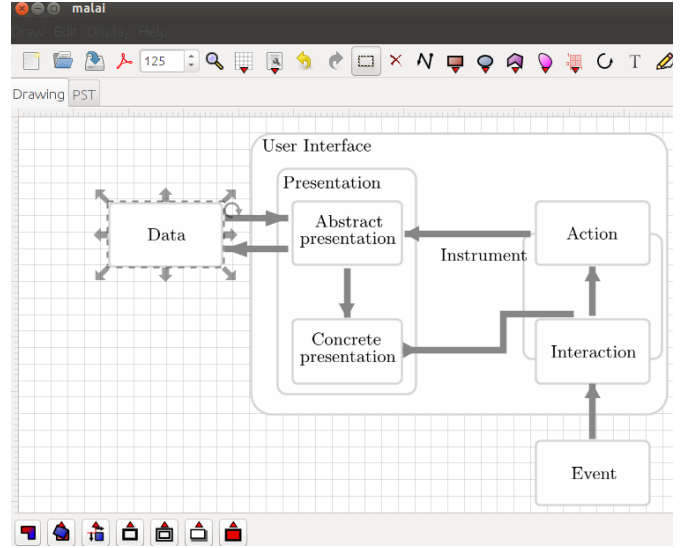 malai
Draw Edit Display Help
125
T
Drawing PST
User Interface
Presentation
Data
Abstract
presentation
Action
Instrument
Concrete
presentation
Interaction
Event